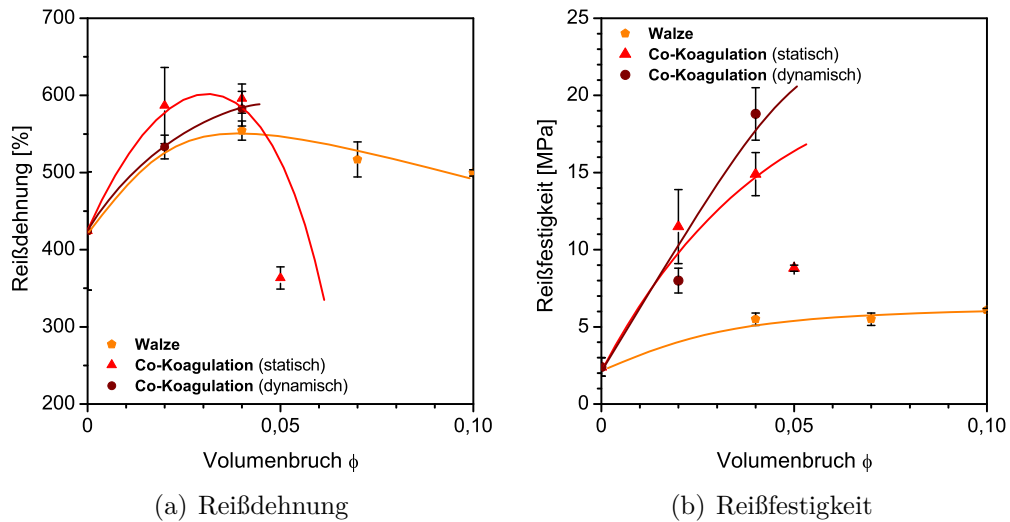 700
600
500
400
300
200
Reißdehnung [%]
Walze
Co-Koagulation (statisch)
Co-Koagulation (dynamisch)
0
0,05
0,10
Volumenbruch ϕ
(a) Reißdehnung
25
20
15
10
5
0
Reißfestigkeit [MPa]
Walze
Co-Koagulation (statisch)
Co-Koagulation (dynamisch)
0
0,05
0,10
Volumenbruch ϕ
(b) Reißfestigkeit